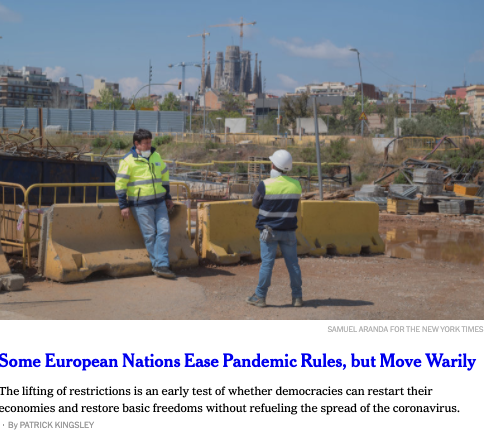 SAMUEL ARANDA FOR THE NEW YORK TIMES
Some European Nations Ease Pandemic Rules, but Move Warily
The lifting of restrictions is an early test of whether democracies can restart their
economies and restore basic freedoms without refueling the spread of the coronavirus.
· By PATRICK KINGSLEY